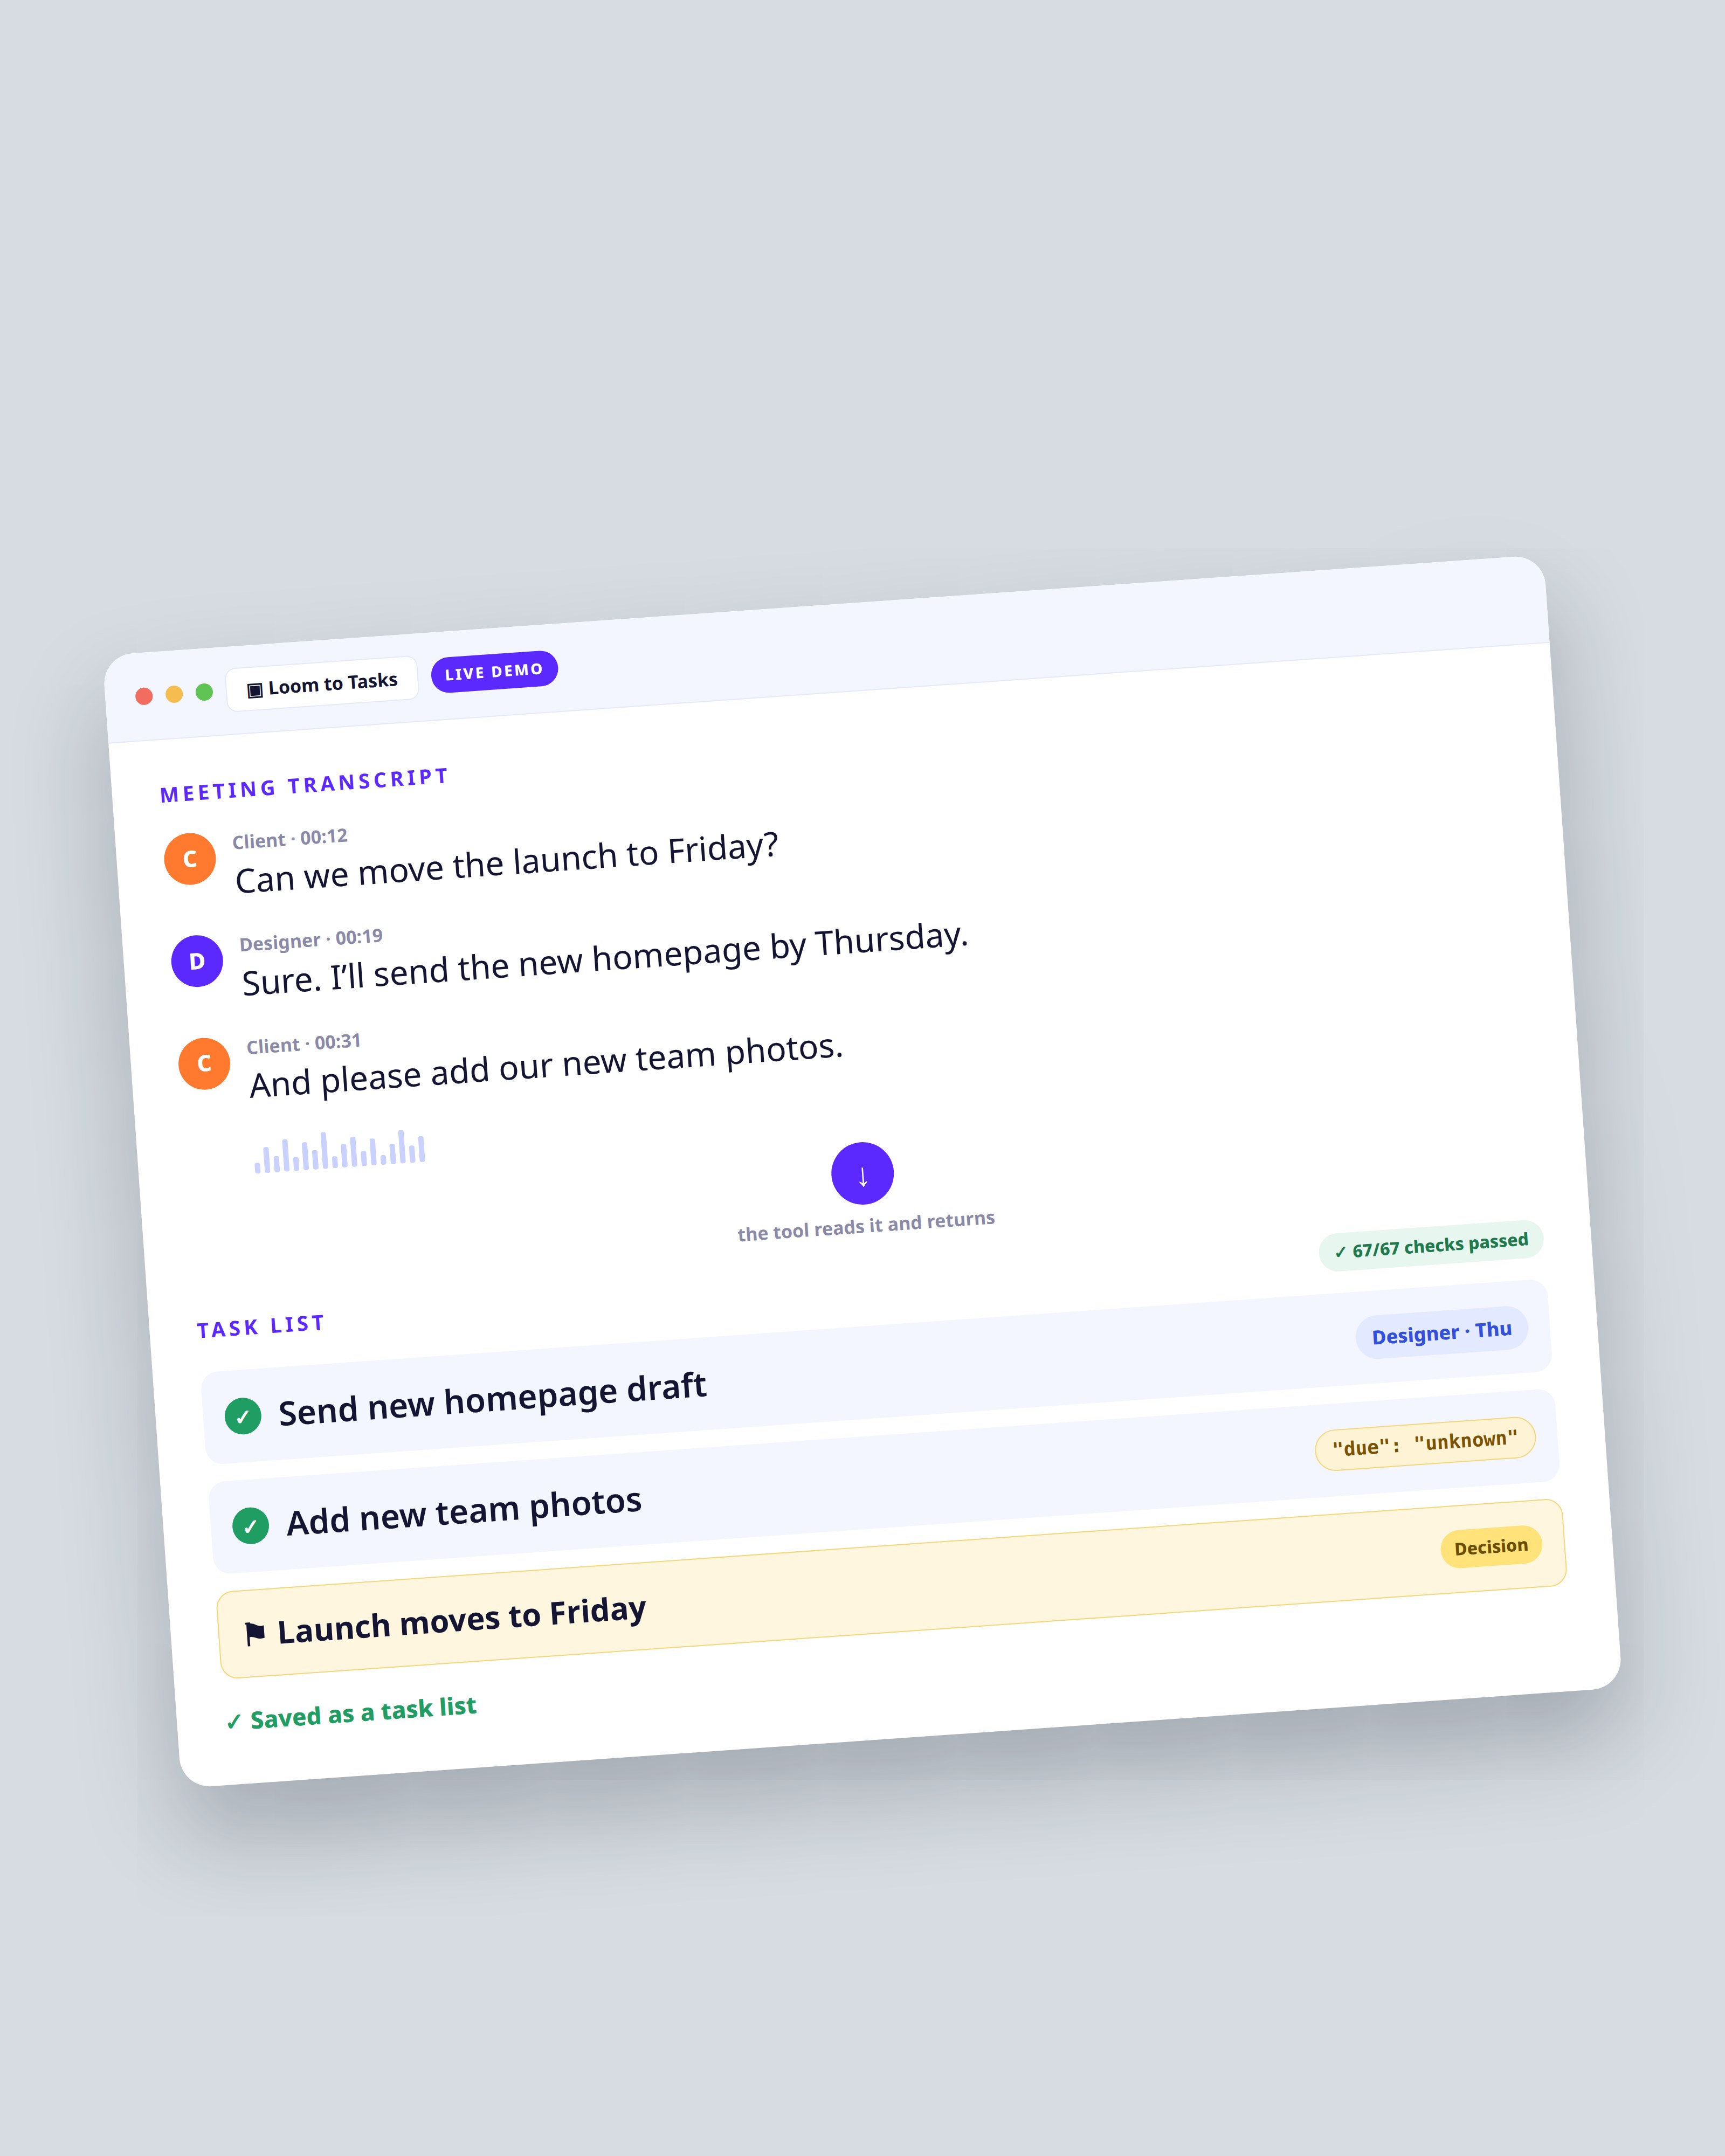 ▣ Loom to Tasks
LIVE DEMO
MEETING TRANSCRIPT
C
Client · 00:12
Can we move the launch to Friday?
D
Designer · 00:19
Sure. I’ll send the new homepage by Thursday.
C
Client · 00:31
And please add our new team photos.
↓
the tool reads it and returns
TASK LIST
✓ 67/67 checks passed
✓ Send new homepage draft
Designer · Thu
✓ Add new team photos
"due": "unknown"
⚑ Launch moves to Friday
Decision
✓ Saved as a task list